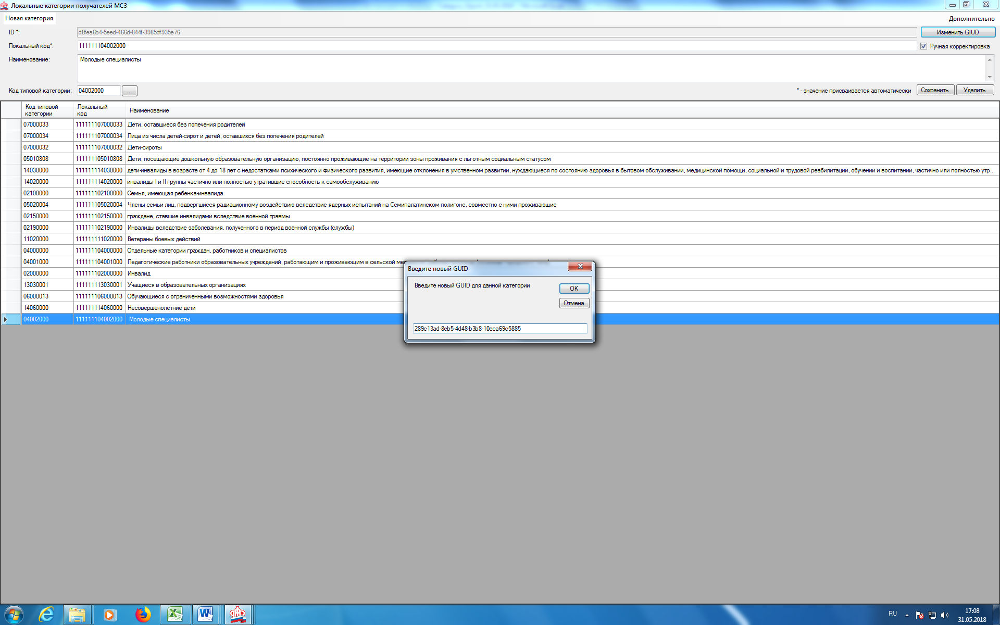 Локальные категории получателей МСЗ
Новая категория
Дополнительно
ID *:
d8fea6b4-5eed-466d-844f-3985df935e76
Изменить GIUD
Локальный код*:
111111104002000
Ручная корректировка
Наименование:
Молодые специалисты
Код типовой категории:
04002000
...
* - значение присваивается автоматически
Сохранить
Удалить
Код типовой категории
Локальный код
Наименование
07000033 111111107000033 Дети, оставшиеся без попечения родителей
07000034 111111107000034 Лица из числа детей-сирот и детей, оставшихся без попечения родителей
07000032 111111107000032 Дети-сироты
05010808 111111105010808 Дети, посещающие дошкольную образовательную организацию, постоянно проживающие на территории зоны проживания с льготным социальным статусом
14030000 111111114030000 дети-инвалиды в возрасте от 4 до 18 лет с недостатками психического и физического развития, имеющие отклонения в умственном развитии, нуждающиеся по состоянию здоровья в бытовом обслуживании, медицинской помощи, социальной и трудовой реабилитации, обучении и воспитании, частично или полностью утр...
14020000 111111114020000 инвалиды I и II группы частично или полностью утратившие способность к самообслуживанию
02100000 111111102100000 Семья, имеющая ребенка-инвалида
05020004 111111105020004 Члены семьи лиц, подвергшиеся радиационному воздействию вследствие ядерных испытаний на Семипалатинском полигоне, совместно с ними проживающие
02150000 111111102150000 граждане, ставшие инвалидами вследствие военной травмы
02190000 111111102190000 Инвалиды вследствие заболевания, полученного в период военной службы (службы)
11020000 111111111020000 Ветераны боевых действий
04000000 111111104000000 Отдельные категории граждан, работников и специалистов
04001000 111111104001000 Педагогические работники образовательных учреждений, работающим и проживающим в сельской
02000000 111111102000000 Инвалид
13030001 111111113030001 Учащиеся в образовательных организациях
06000013 111111106000013 Обучающиеся с ограниченными возможностями здоровья
14060000 111111114060000 Несовершенолетние дети
04002000 111111104002000 Молодые специалисты
Введите новый GUID
Введите новый GUID для данной категории
OK
Отмена
289c13ad-8eb5-4d48-b3b8-10eca69c5885
RU
17:08
31.05.2018